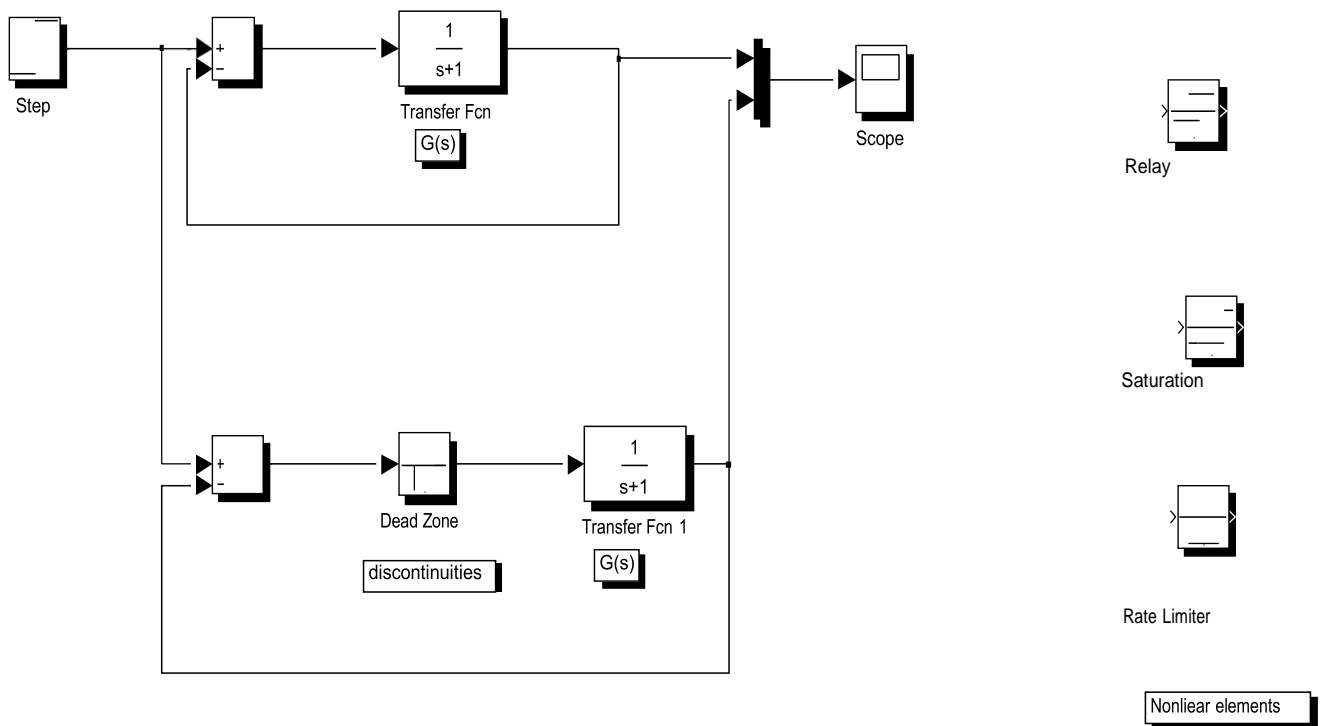 Step
+
−
1
s+1
Transfer Fcn
G(s)
Scope
Relay
Saturation
+
−
Dead Zone
1
s+1
Transfer Fcn 1
discontinuities
G(s)
Rate Limiter
Nonliear elements